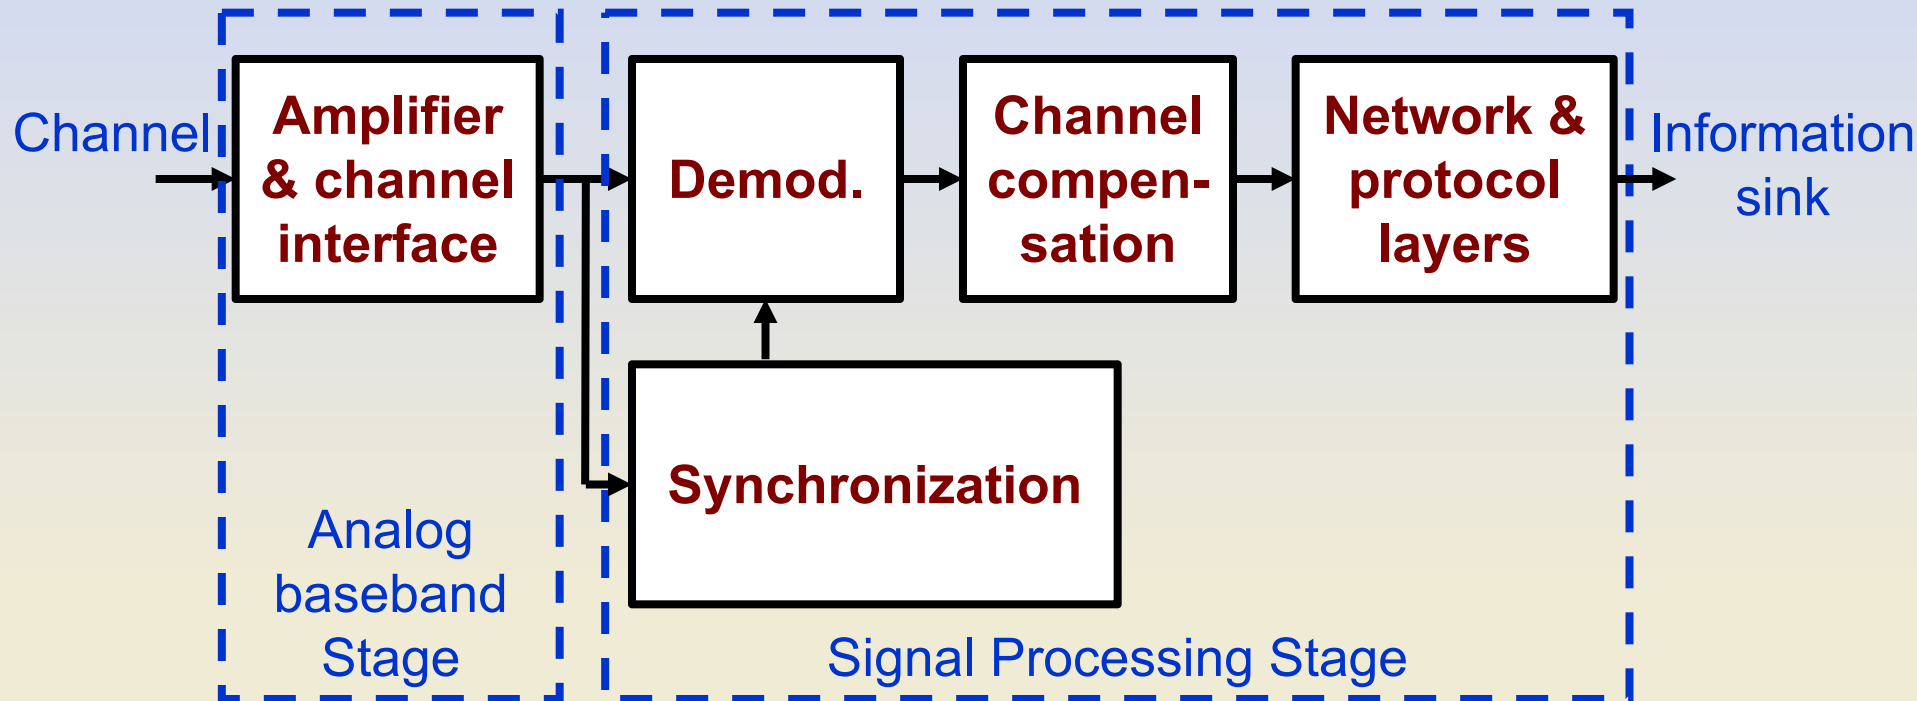 Channel
Amplifier
& channel
interface
Demod.
Channel
compen-
sation
Network &
protocol
layers
Information
sink
Synchronization
Analog
baseband
Stage
Signal Processing Stage